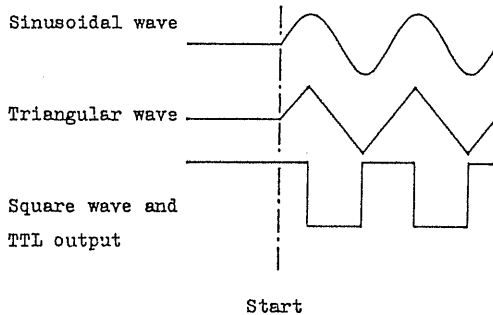 Sinusoidal wave
Triangular wave
Square wave and
TTL output
Start